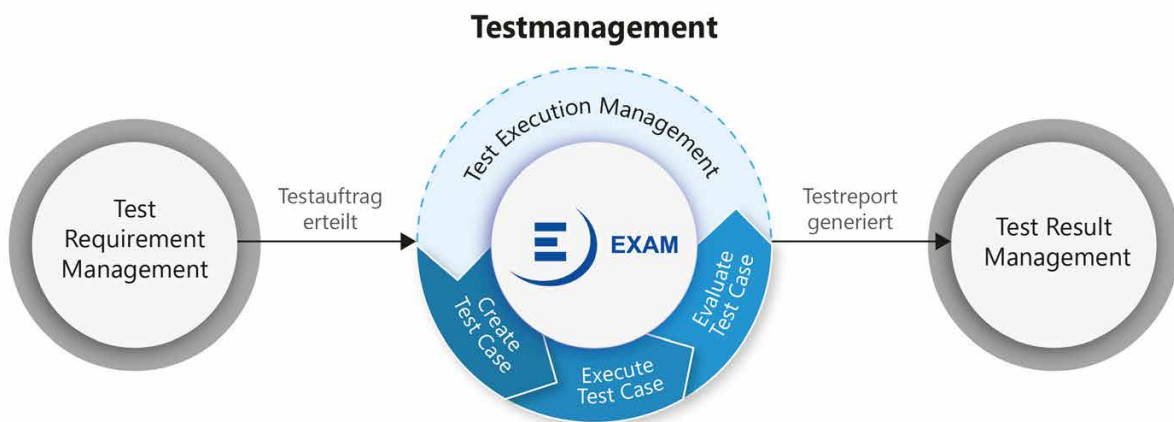 Testmanagement
Test
Requirement
Management
Testauftrag
erteilt
Test Execution Management
E EXAM
Create
Test Case
Execute
Test Case
Evaluate
Test Case
Testreport
generiert
Test Result
Management